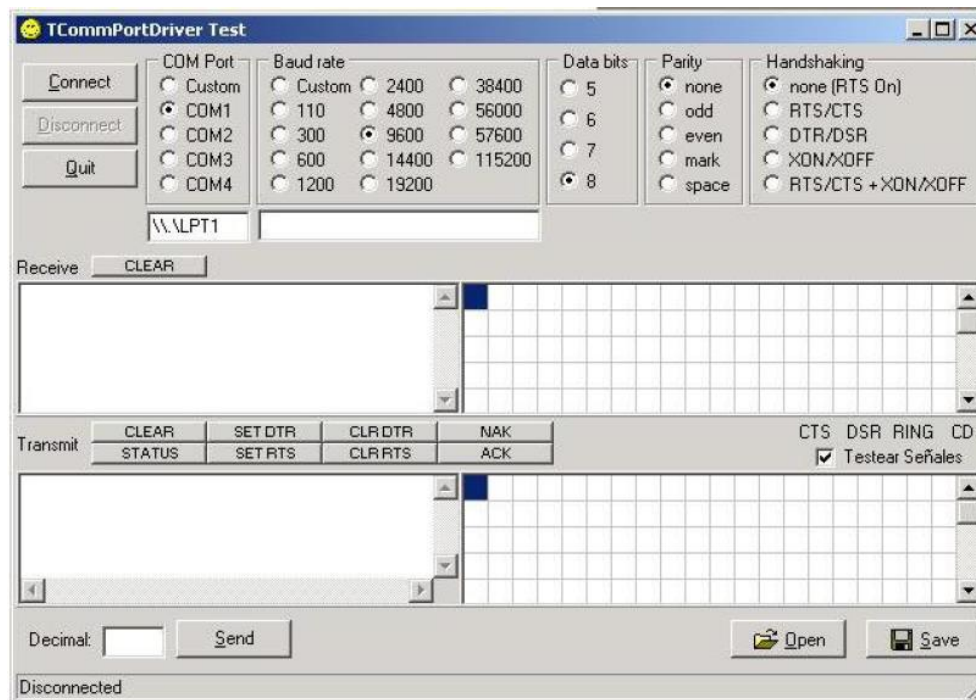 TCommPortDriver Test
Connect
Disconnect
Quit
COM Port
Custom
COM1
COM2
COM3
COM4
\\.\LPT1
Baud rate
Custom 2400 38400
110 4800 56000
300 9600 57600
600 14400 115200
1200 19200
Data bits
5
6
7
8
Parity
none
odd
even
mark
space
Handshaking
none (RTS On)
RTS/CTS
DTR/DSR
XON/XOFF
RTS/CTS + XON/XOFF
Receive CLEAR
Transmit
CLEAR SET DTR CLR DTR NAK
STATUS SET RTS CLR RTS ACK
CTS DSR RING CD
Testear Señales
Decimal: Send Open Save
Disconnected